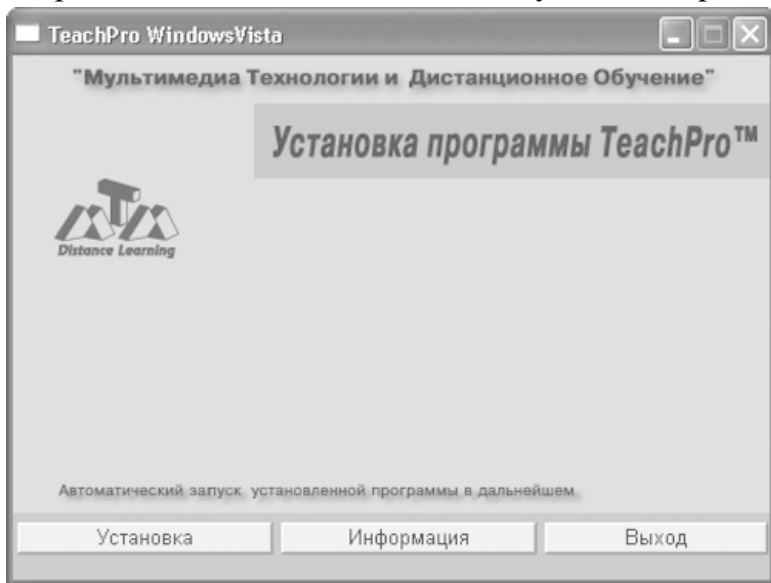 TeachPro WindowsVista
"Мультимедиа Технологии и Дистанционное Обучение"
Установка программы TeachPro™
МТМ
Distance Learning
Автоматический запуск установленной программы в дальнейшем
Установка
Информация
Выход